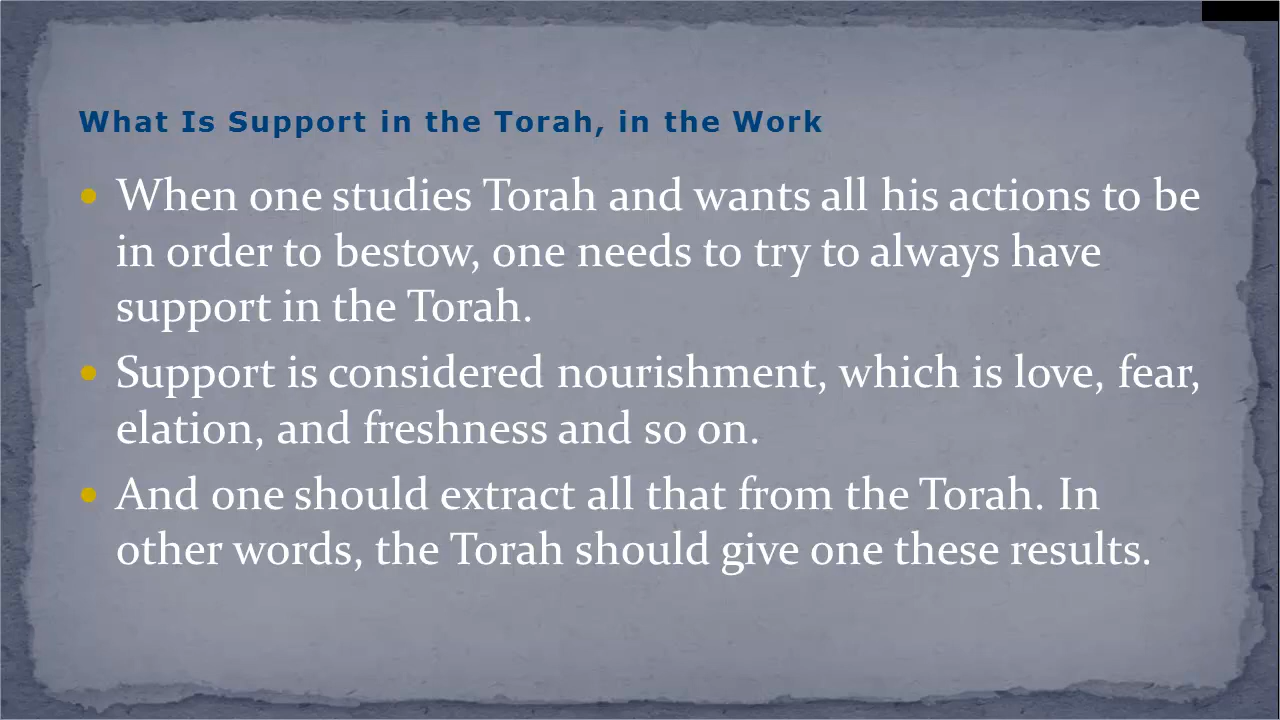 What Is Support in the Torah, in the Work
• When one studies Torah and wants all his actions to be
in order to bestow, one needs to try to always have
support in the Torah.
• Support is considered nourishment, which is love, fear,
elation, and freshness and so on.
• And one should extract all that from the Torah. In
other words, the Torah should give one these results.